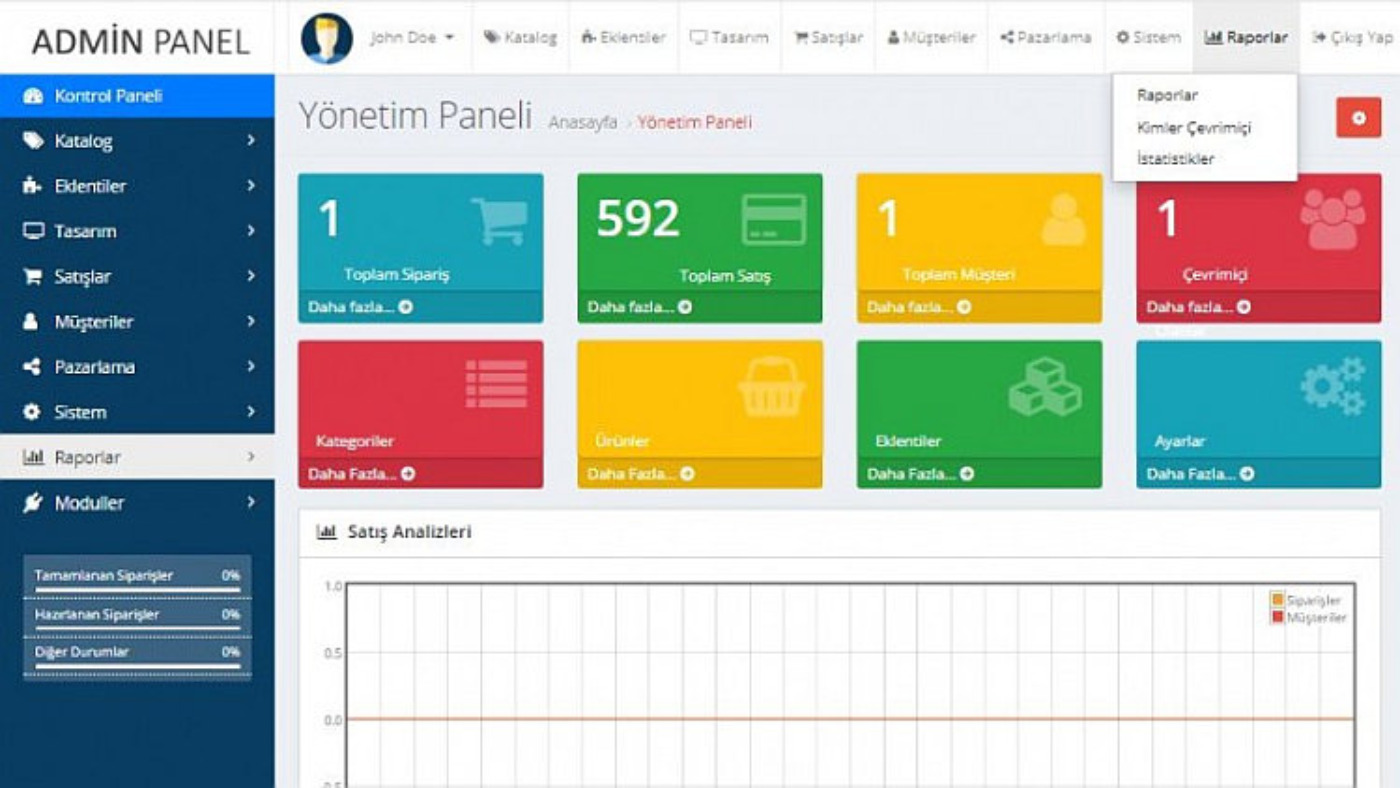 ADMİN PANEL
John Doe
Katalog
Eklentiler
Tasarım
Satışlar
Müşteriler
Pazarlama
Sistem
Raporlar
Çıkış Yap
Raporlar
Kimler Çevrimiçi
İstatistikler
Kontrol Paneli
Katalog
Eklentiler
Tasarım
Satışlar
Müşteriler
Pazarlama
Sistem
Raporlar
Moduller
Tamamlanan Siparişler 0%
Hazırlanan Siparişler 0%
Diğer Durumlar 0%
Yönetim Paneli Anasayfa › Yönetim Paneli
1
Toplam Sipariş
Daha fazla...
592
Toplam Satış
Daha fazla...
1
Toplam Müşteri
Daha fazla...
1
Çevrimiçi
Daha fazla...
Kategoriler
Daha Fazla...
Ürünler
Daha Fazla...
Eklentiler
Daha Fazla...
Ayarlar
Daha Fazla...
Satış Analizleri
1.0
Siparişler
Müşteriler
0.5
0.0